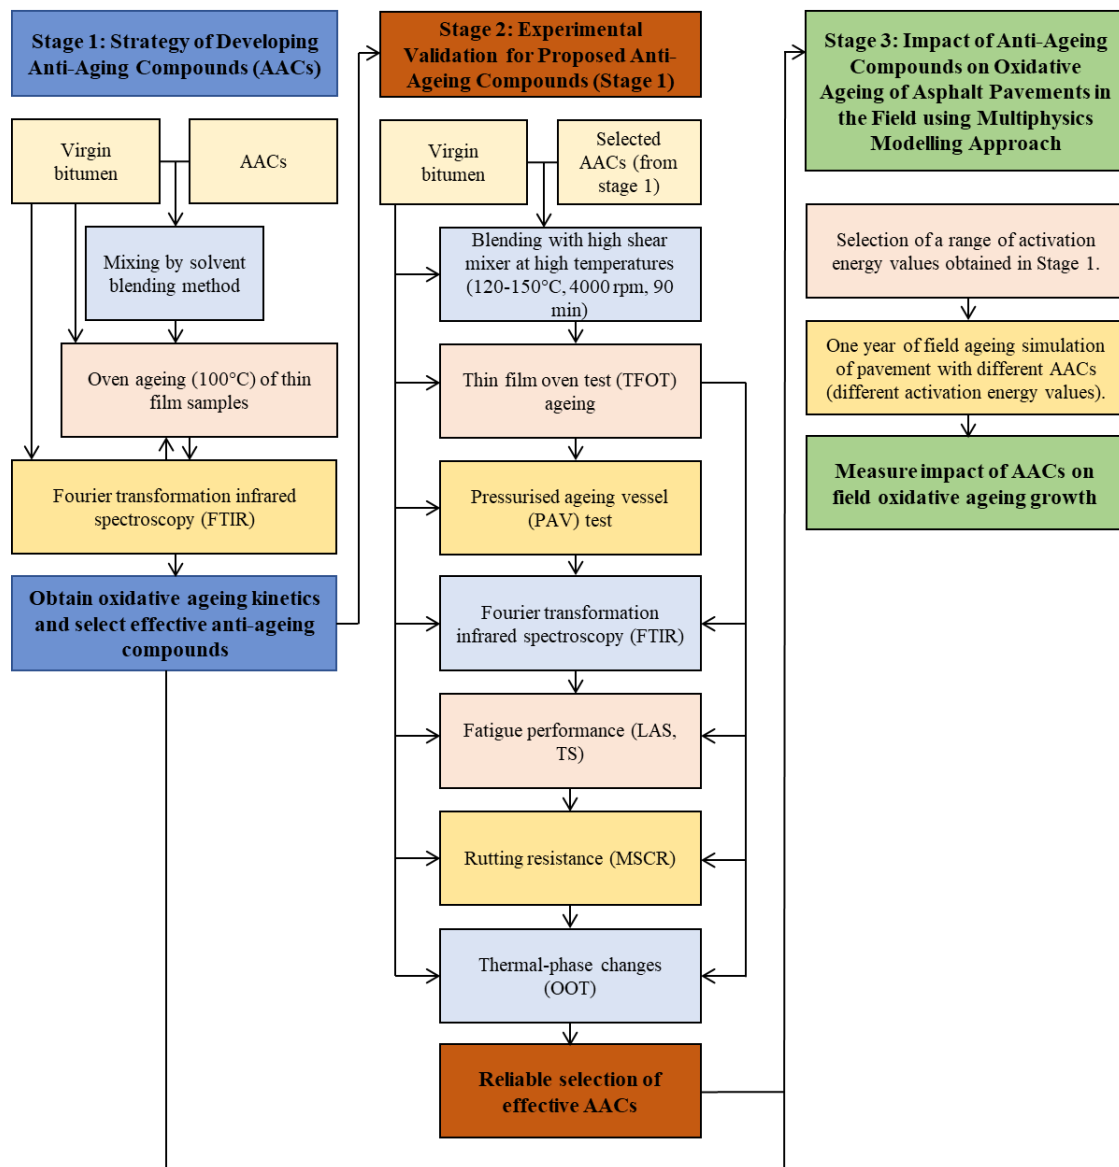 Stage 1: Strategy of Developing
Anti-Aging Compounds (AACs)
Virgin
bitumen
AACs
Mixing by solvent
blending method
Oven ageing (100°C) of thin
film samples
Fourier transformation infrared
spectroscopy (FTIR)
Obtain oxidative ageing kinetics
and select effective anti-ageing
compounds
Stage 2: Experimental
Validation for Proposed Anti-
Ageing Compounds (Stage 1)
Virgin
bitumen
Selected
AACs (from
stage 1)
Blending with high shear
mixer at high temperatures
(120-150°C, 4000 rpm, 90
min)
Thin film oven test (TFOT)
ageing
Pressurised ageing vessel
(PAV) test
Fourier transformation
infrared spectroscopy (FTIR)
Fatigue performance (LAS,
TS)
Rutting resistance (MSCR)
Thermal-phase changes
(OOT)
Reliable selection of
effective AACs
Stage 3: Impact of Anti-Ageing
Compounds on Oxidative
Ageing of Asphalt Pavements in
the Field using Multiphysics
Modelling Approach
Selection of a range of activation
energy values obtained in Stage 1.
One year of field ageing simulation
of pavement with different AACs
(different activation energy values).
Measure impact of AACs on
field oxidative ageing growth